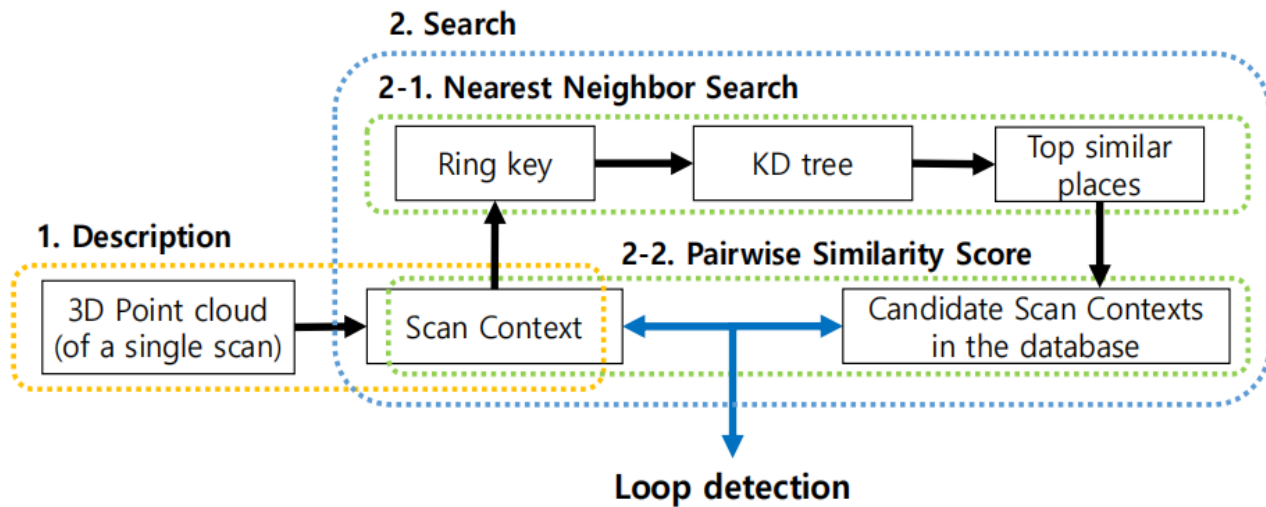 2. Search
2-1. Nearest Neighbor Search
Ring key
KD tree
Top similar
places
1. Description
2-2. Pairwise Similarity Score
3D Point cloud
(of a single scan)
Scan Context
Candidate Scan Contexts
in the database
Loop detection